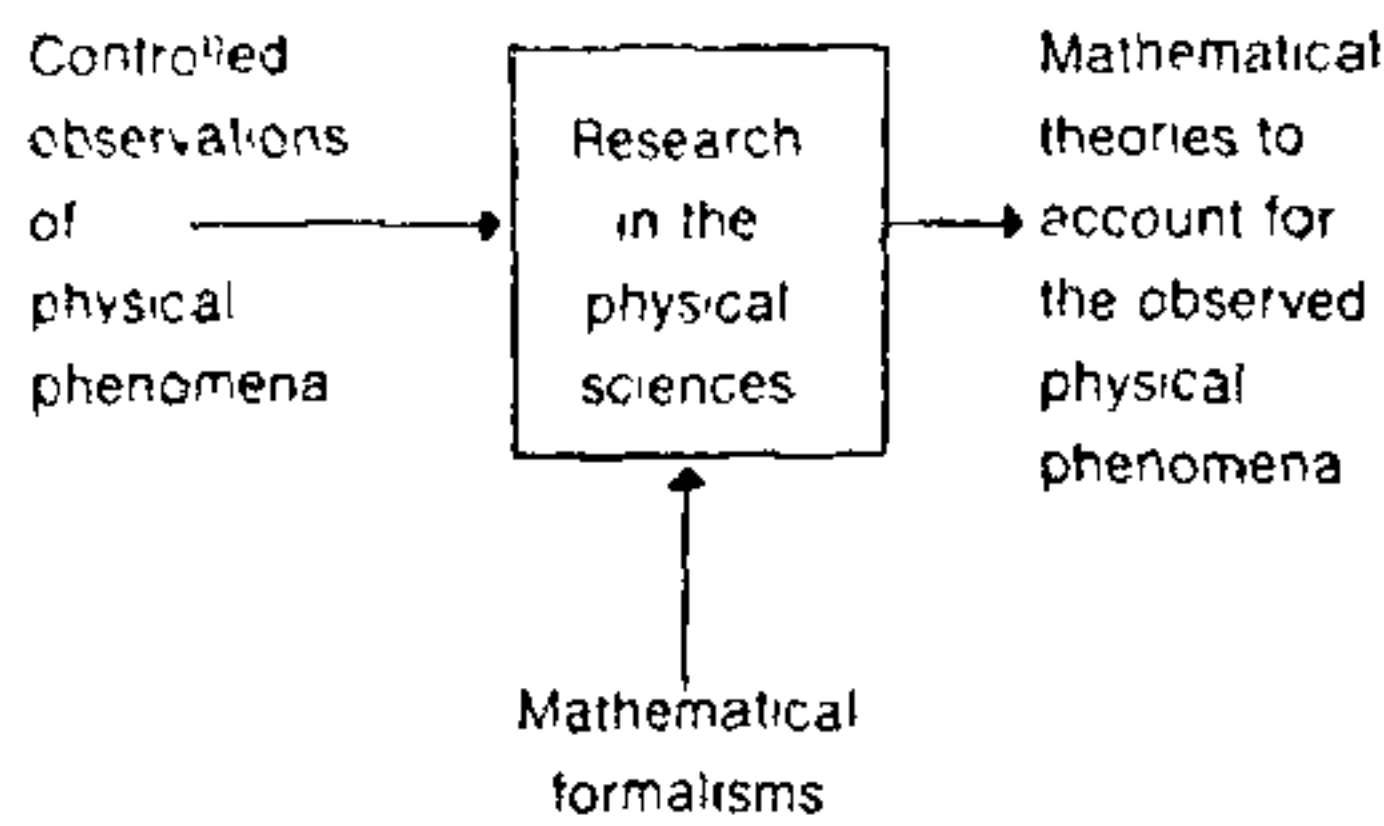 Controlled
observations
of
physical
phenomena
Research
in the
physical
sciences
Mathematical
theories to
account for
the observed
physical
phenomena
Mathematical
formalisms